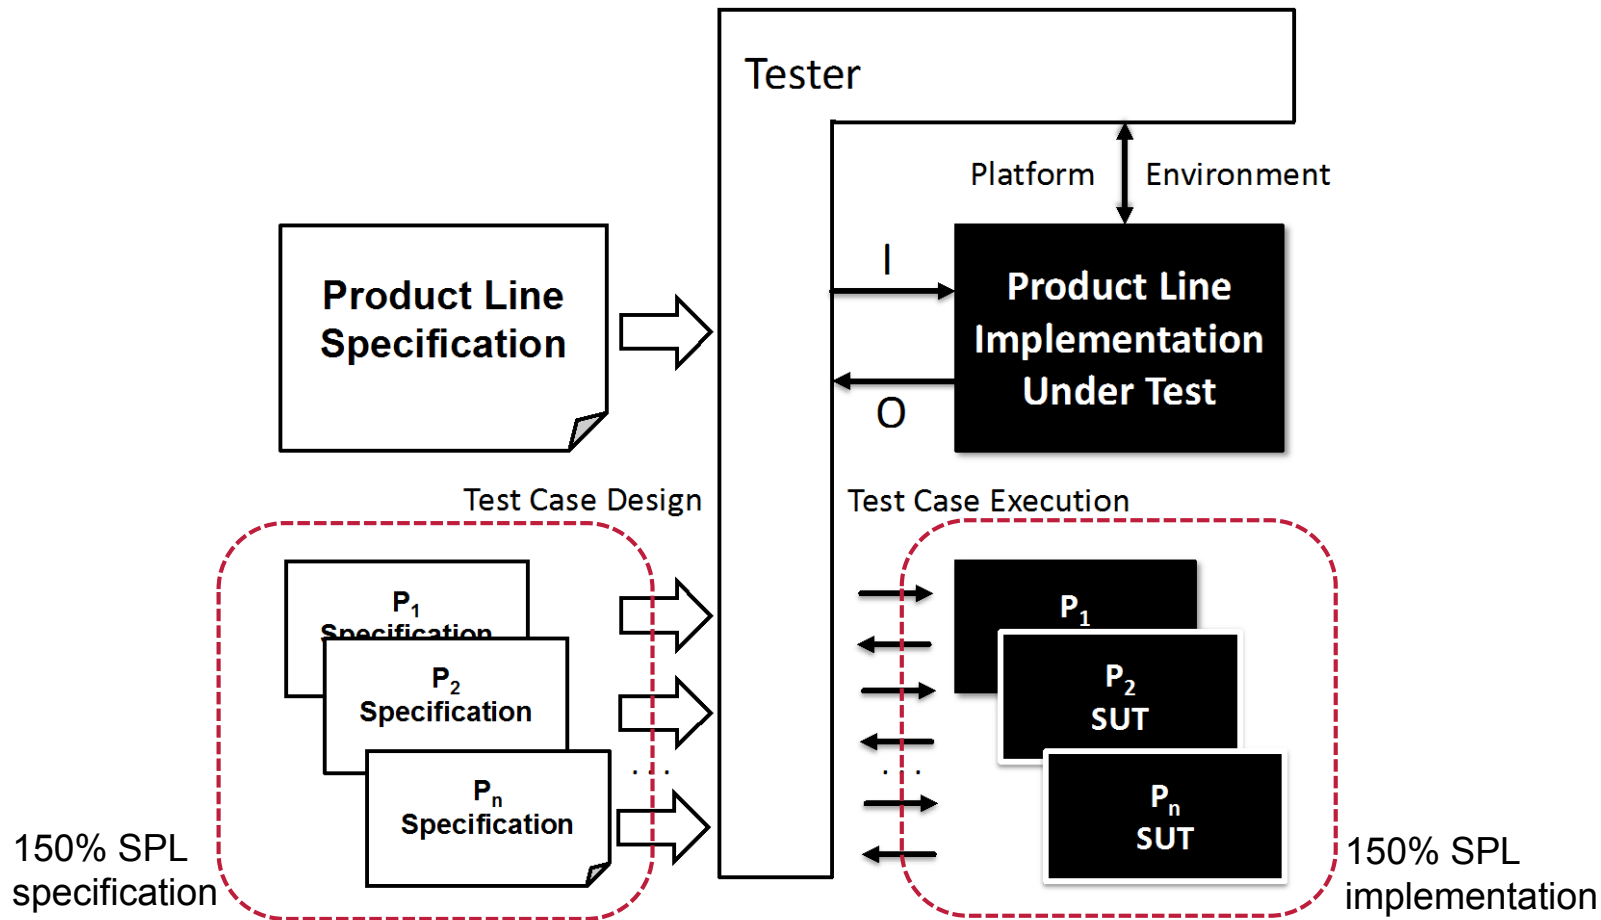 Tester
Platform
Environment
Product Line
Specification
I
O
Product Line
Implementation
Under Test
Test Case Design
Test Case Execution
P1
Specification
P2
Specification
. . .
Pn
Specification
P1
P2
SUT
. . .
Pn
SUT
150% SPL
specification
150% SPL
implementation